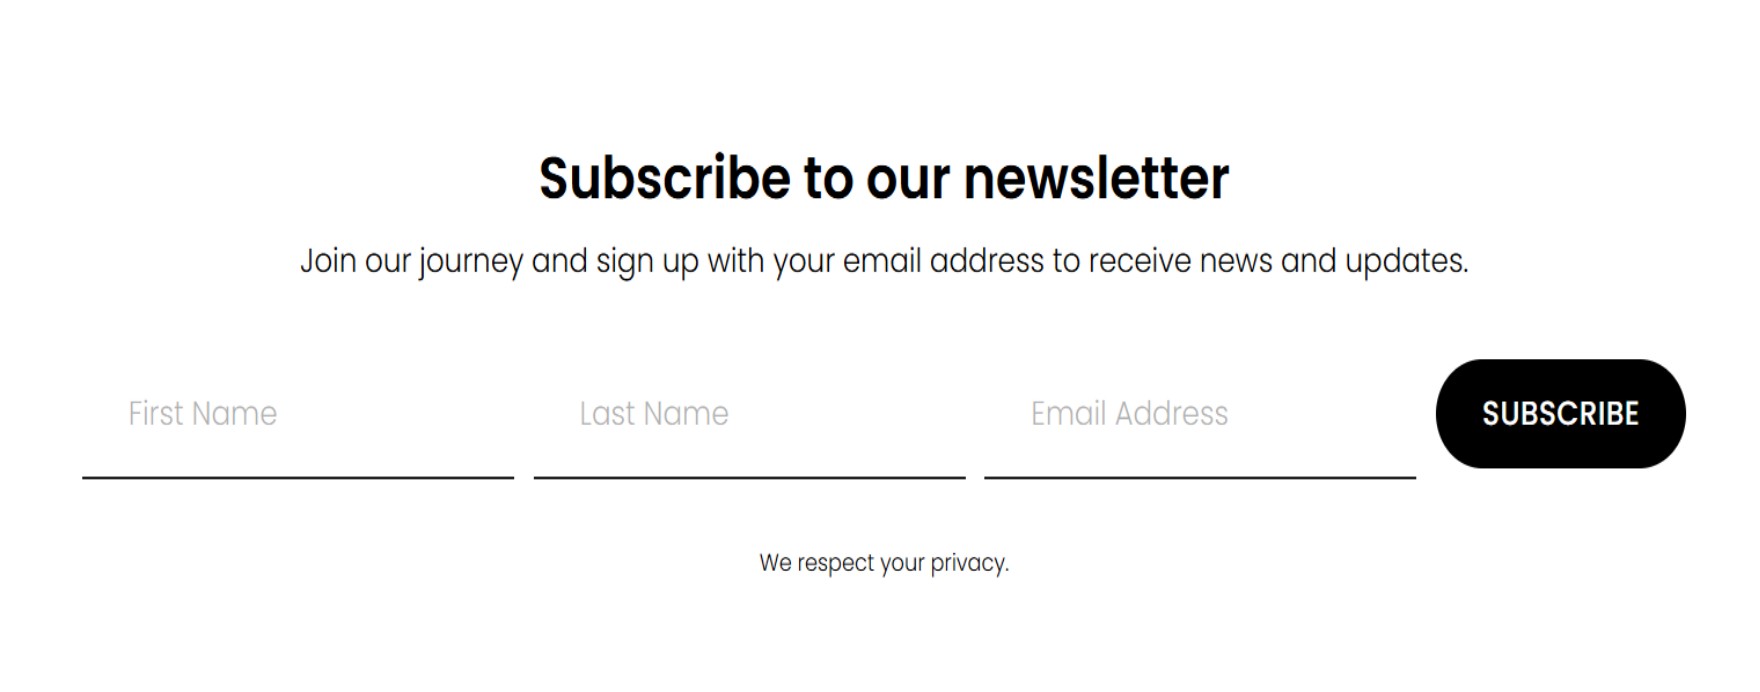 Subscribe to our newsletter
Join our journey and sign up with your email address to receive news and updates.
First Name Last Name Email Address SUBSCRIBE
We respect your privacy.